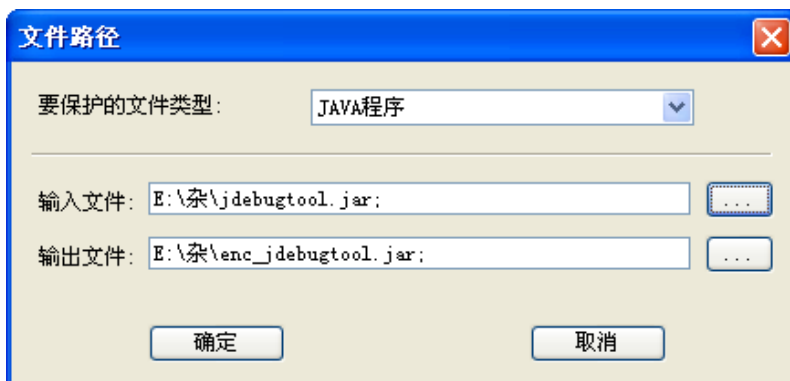 文件路径
要保护的文件类型: JAVA程序
输入文件: E:\杂\jdebugtool.jar; ...
输出文件: E:\杂\enc_jdebugtool.jar; ...
确定 取消